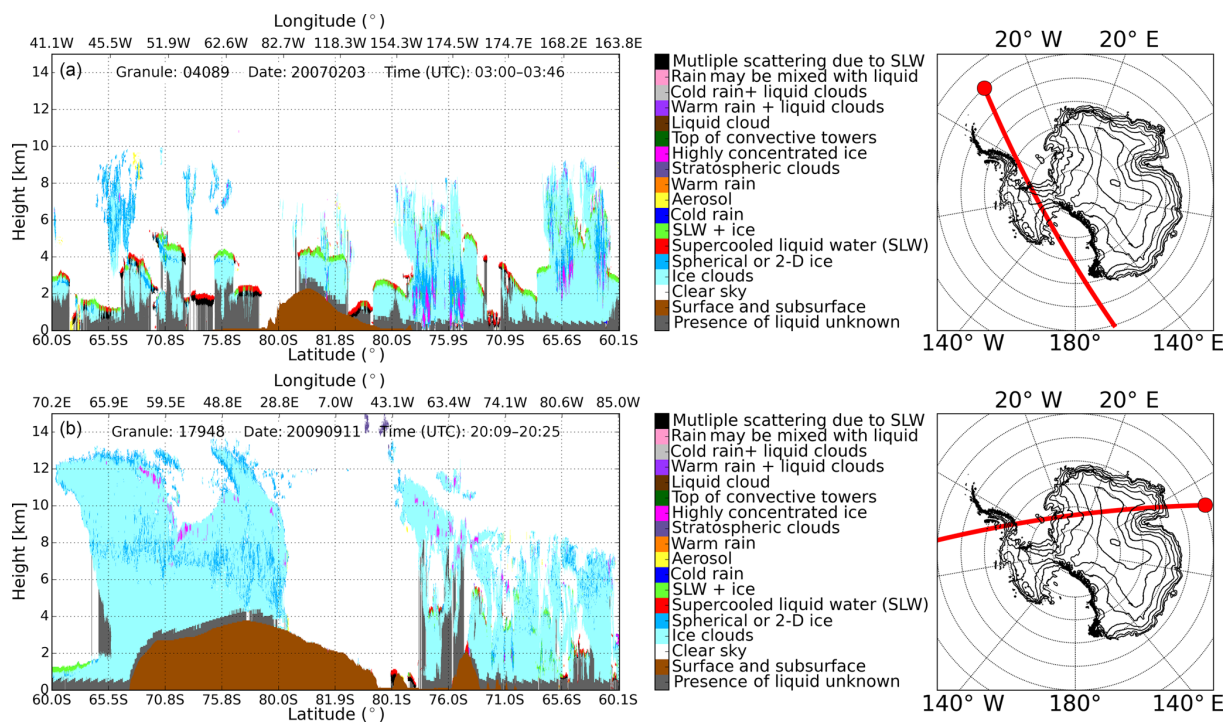 Longitude (°)
41.1W 45.5W 51.9W 62.6W 82.7W 118.3W 154.3W 174.5W 174.7E 168.2E 163.8E
(a) Granule: 04089 Date: 20070203 Time (UTC): 03:00–03:46
14
12
10
8
6
4
2
0
Height [km]
60.0S 65.5S 70.8S 75.8S 80.1S 81.9S 80.0S 75.9S 70.9S 65.6S 60.1S
Latitude (°)
Mutliple scattering due to SLW
Rain may be mixed with liquid
Cold rain+ liquid clouds
Warm rain + liquid clouds
Liquid cloud
Top of convective towers
Highly concentrated ice
Stratospheric clouds
Warm rain
Aerosol
Cold rain
SLW + ice
Supercooled liquid water (SLW)
Spherical or 2-D ice
Ice clouds
Clear sky
Surface and subsurface
Presence of liquid unknown
20° W 20° E
140° W 180° 140° E
Longitude (°)
70.2E 65.9E 59.5E 48.8E 28.8E 7.0W 43.1W 63.4W 74.1W 80.6W 85.0W
(b) Granule: 17948 Date: 20090911 Time (UTC): 20:09–20:25
14
12
10
8
6
4
2
0
Height [km]
60.0S 65.5S 70.8S 75.8S 80.0S 81.9S 80.1S 76.0S 71.0S 65.6S 60.1S
Latitude (°)
Mutliple scattering due to SLW
Rain may be mixed with liquid
Cold rain+ liquid clouds
Warm rain + liquid clouds
Liquid cloud
Top of convective towers
Highly concentrated ice
Stratospheric clouds
Warm rain
Aerosol
Cold rain
SLW + ice
Supercooled liquid water (SLW)
Spherical or 2-D ice
Ice clouds
Clear sky
Surface and subsurface
Presence of liquid unknown
20° W 20° E
140° W 180° 140° E